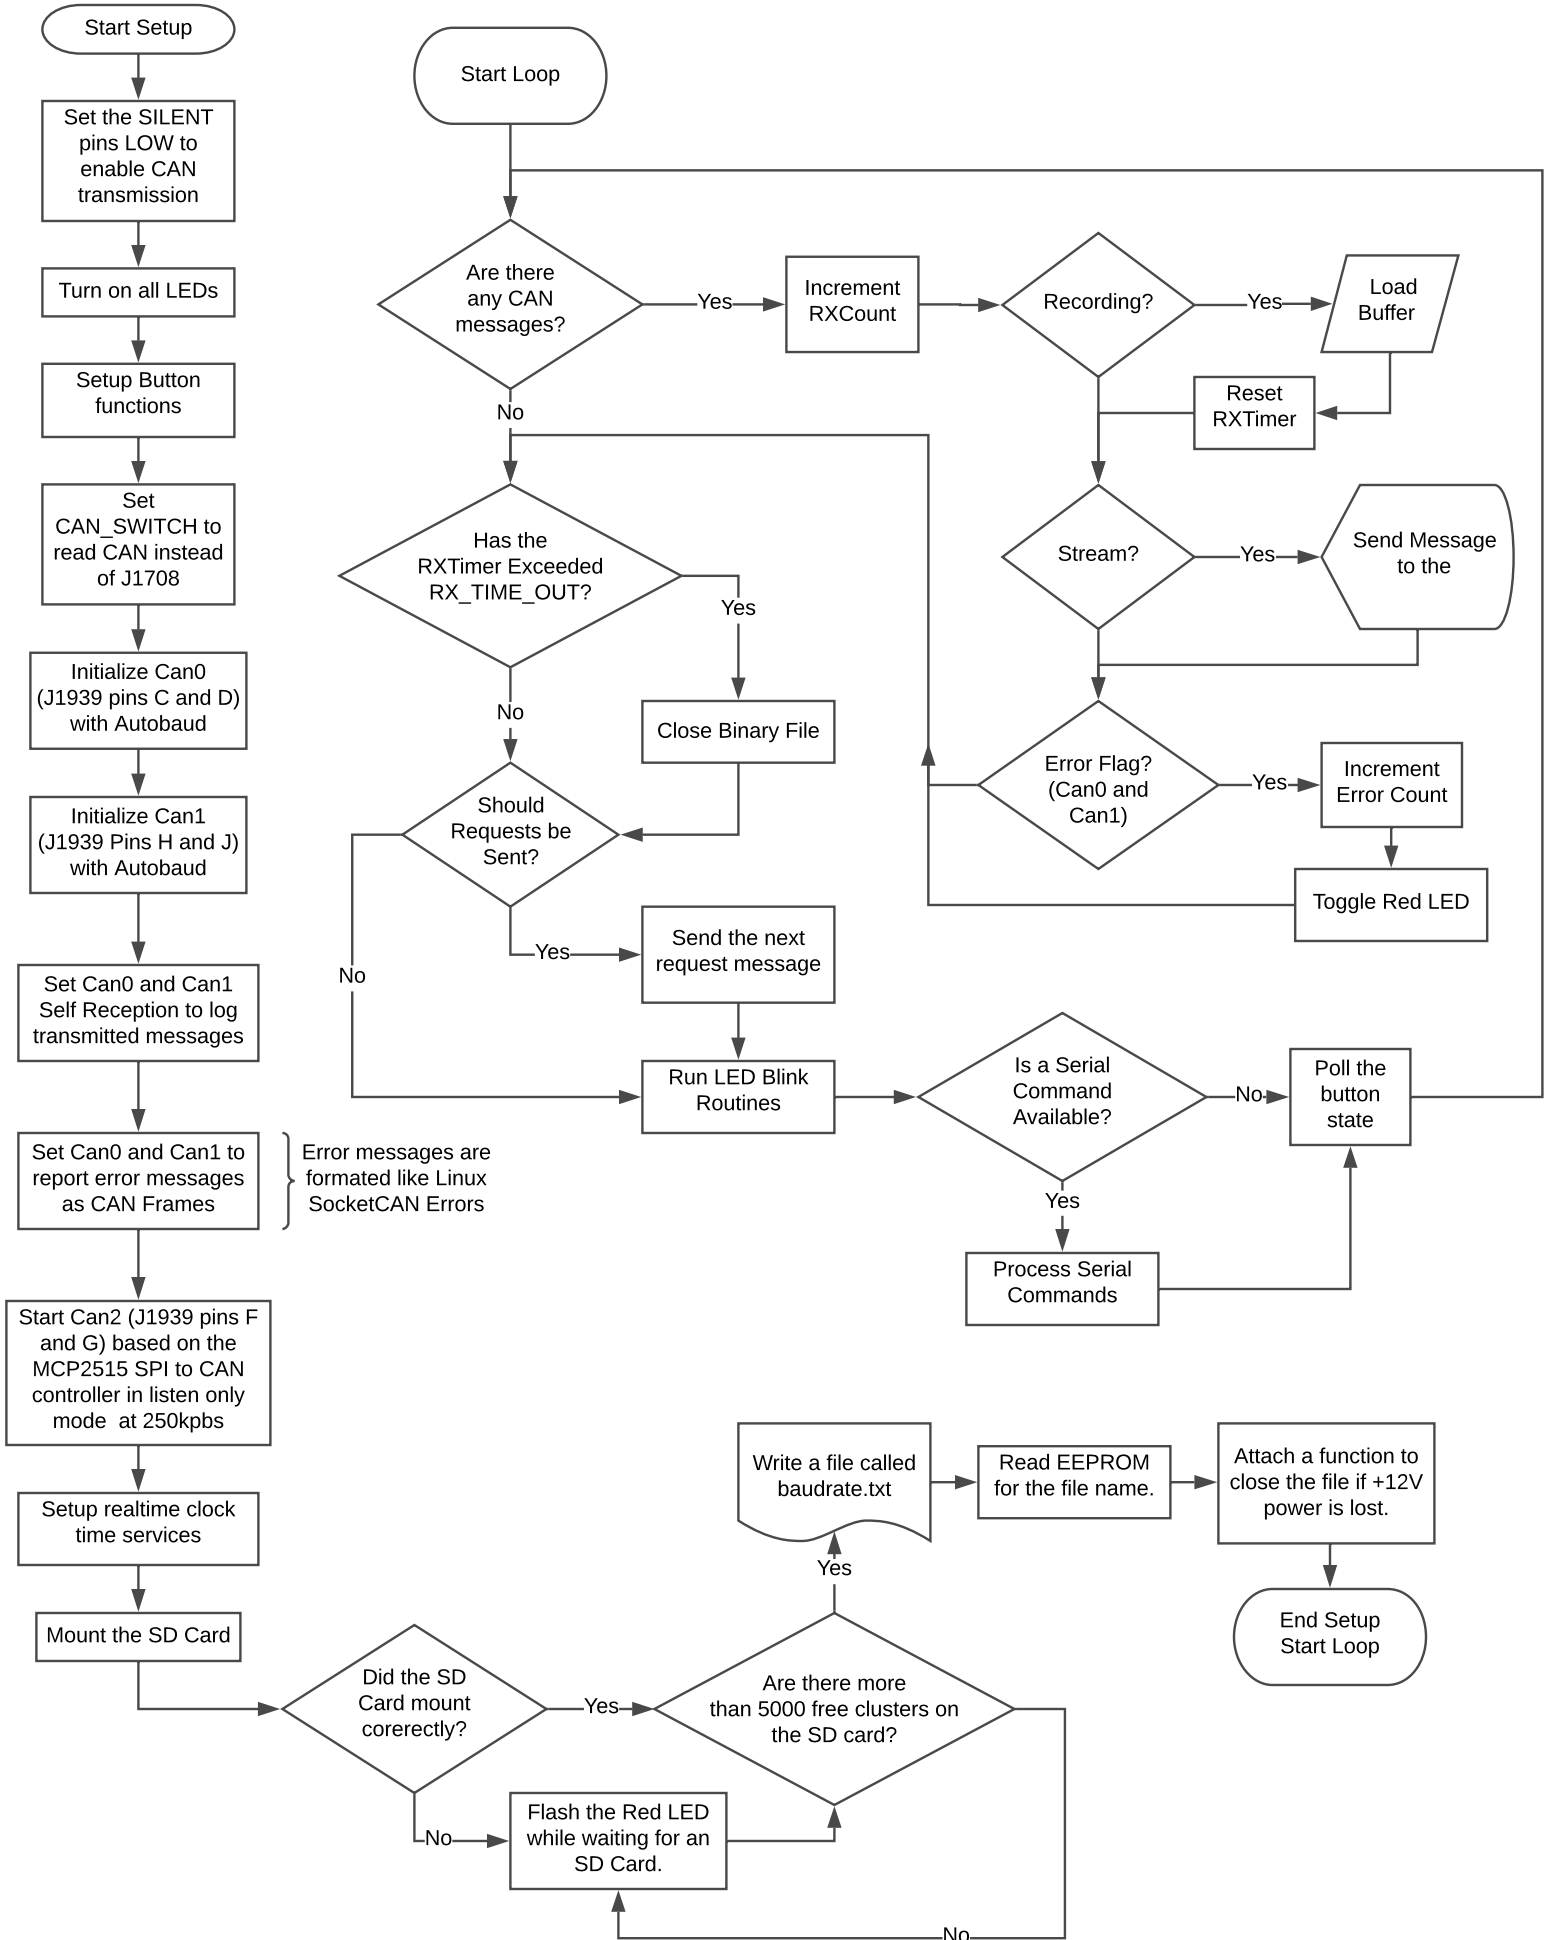 Start Setup
Set the SILENT
pins LOW to
enable CAN
transmission
Turn on all LEDs
Setup Button
functions
Set
CAN_SWITCH to
read CAN instead
of J1708
Initialize Can0
(J1939 pins C and D)
with Autobaud
Initialize Can1
(J1939 Pins H and J)
with Autobaud
Set Can0 and Can1
Self Reception to log
transmitted messages
Set Can0 and Can1 to
report error messages
as CAN Frames
Error messages are
formated like Linux
SocketCAN Errors
Start Can2 (J1939 pins F
and G) based on the
MCP2515 SPI to CAN
controller in listen only
mode  at 250kpbs
Setup realtime clock
time services
Mount the SD Card
Did the SD
Card mount
corerectly?
Yes
No
Flash the Red LED
while waiting for an
SD Card.
Are there more
than 5000 free clusters on
the SD card?
No
Yes
Write a file called
baudrate.txt
Read EEPROM
for the file name.
Attach a function to
close the file if +12V
power is lost.
End Setup
Start Loop
Start Loop
Are there
any CAN
messages?
Yes
Increment
RXCount
Recording?
Yes
Load
Buffer
Reset
RXTimer
Stream?
Yes
Send Message
to the
Error Flag?
(Can0 and
Can1)
Yes
Increment
Error Count
Toggle Red LED
No
Has the
RXTimer Exceeded
RX_TIME_OUT?
Yes
Close Binary File
No
Should
Requests be
Sent?
Yes
Send the next
request message
No
Run LED Blink
Routines
Is a Serial
Command
Available?
No
Poll the
button
state
Yes
Process Serial
Commands